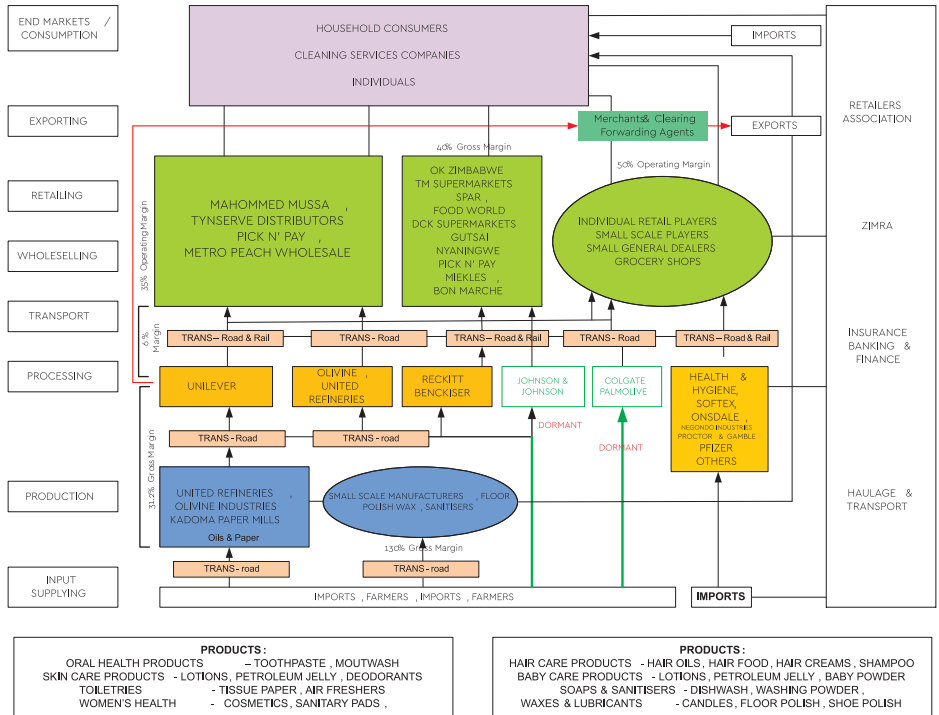 END MARKETS /
CONSUMPTION
EXPORTING
RETAILING
WHOLESELLING
TRANSPORT
PROCESSING
PRODUCTION
INPUT
SUPPLYING
HOUSEHOLD CONSUMERS
CLEANING SERVICES COMPANIES
INDIVIDUALS
IMPORTS
Merchants & Clearing
Forwarding Agents
EXPORTS
40% Gross Margin
50% Operating Margin
35% Operating Margin
MAHOMMED MUSSA ,
TYNSERVE DISTRIBUTORS
PICK N' PAY ,
METRO PEACH WHOLESALE
OK ZIMBABWE
TM SUPERMARKETS
SPAR ,
FOOD WORLD
DCK SUPERMARKETS
GUTSAI
NYANINGWE
PICK N' PAY
MIEKLES ,
BON MARCHE
INDIVIDUAL RETAIL PLAYERS
SMALL SCALE PLAYERS
SMALL GENERAL DEALERS
GROCERY SHOPS
6 %
Margin
TRANS – Road & Rail
TRANS - Road
TRANS – Road & Rail
TRANS - Road
TRANS – Road & Rail
UNILEVER
OLIVINE ,
UNITED
REFINERIES
RECKITT
BENCKISER
JOHNSON &
JOHNSON
COLGATE
PALMOLIVE
HEALTH &
HYGIENE,
SOFTEX,
ONSDALE,
NEGONDO INDUSTRIES
PROCTOR & GAMBLE
PFIZER
OTHERS
DORMANT
DORMANT
31.2% Gross Margin
TRANS - Road
TRANS - road
UNITED REFINERIES ,
OLIVINE INDUSTRIES
KADOMA PAPER MILLS
Oils & Paper
SMALL SCALE MANUFACTURERS , FLOOR
POLISH WAX , SANITISERS
130% Gross Margin
TRANS - road
TRANS - road
IMPORTS , FARMERS , IMPORTS , FARMERS
IMPORTS
RETAILERS
ASSOCIATION
ZIMRA
INSURANCE
BANKING &
FINANCE
HAULAGE &
TRANSPORT
PRODUCTS :
ORAL HEALTH PRODUCTS – TOOTHPASTE , MOUTWASH
SKIN CARE PRODUCTS - LOTIONS, PETROLEUM JELLY , DEODORANTS
TOILETRIES - TISSUE PAPER , AIR FRESHERS
WOMEN'S HEALTH - COSMETICS, SANITARY PADS ,
PRODUCTS :
HAIR CARE PRODUCTS - HAIR OILS, HAIR FOOD, HAIR CREAMS , SHAMPOO
BABY CARE PRODUCTS - LOTIONS, PETROLEUM JELLY , BABY POWDER
SOAPS & SANITISERS - DISHWASH , WASHING POWDER ,
WAXES & LUBRICANTS - CANDLES, FLOOR POLISH , SHOE POLISH